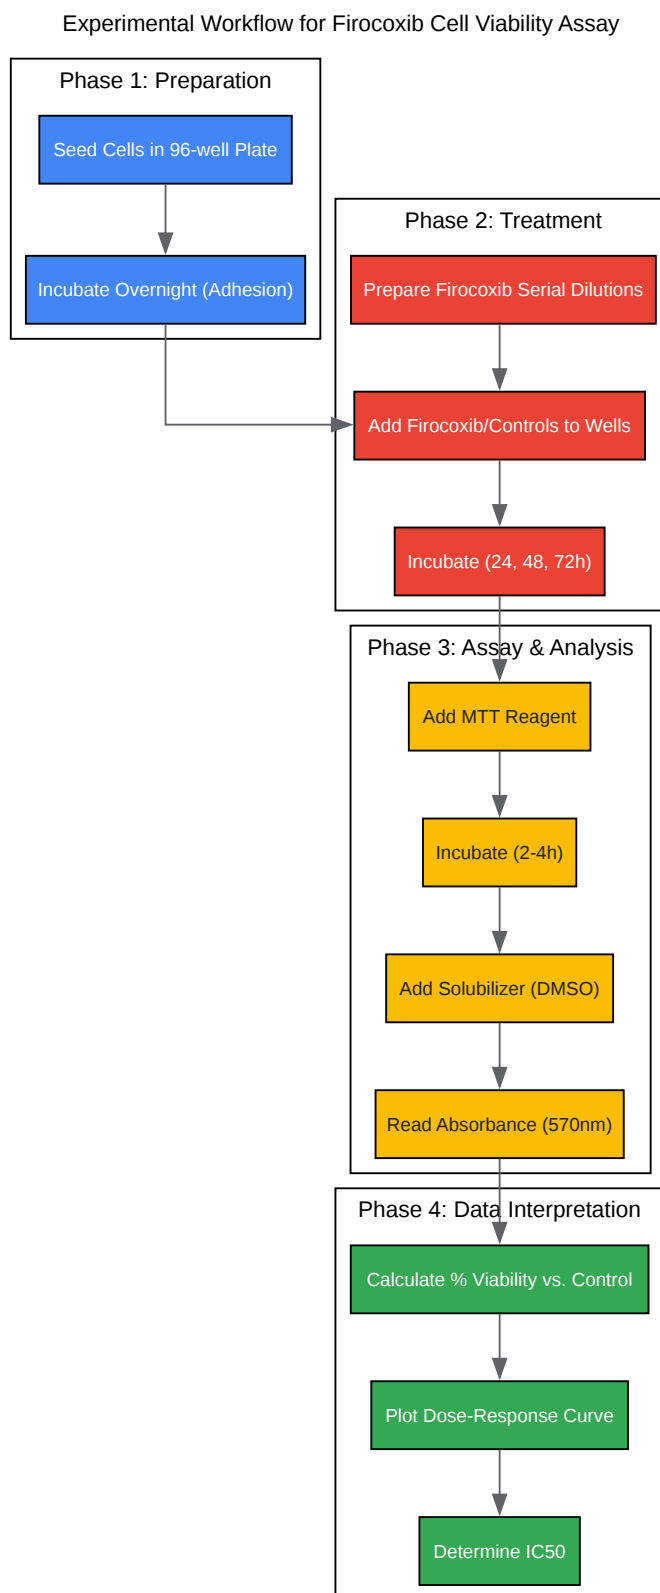 Experimental Workflow for Firocoxib Cell Viability Assay
Phase 1: Preparation
Seed Cells in 96-well Plate
Incubate Overnight (Adhesion)
Phase 2: Treatment
Prepare Firocoxib Serial Dilutions
Add Firocoxib/Controls to Wells
Incubate (24, 48, 72h)
Phase 3: Assay & Analysis
Add MTT Reagent
Incubate (2-4h)
Add Solubilizer (DMSO)
Read Absorbance (570nm)
Phase 4: Data Interpretation
Calculate % Viability vs. Control
Plot Dose-Response Curve
Determine IC50